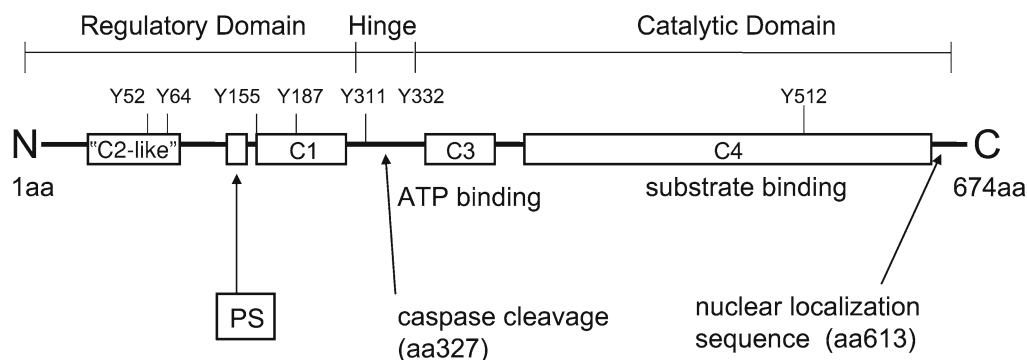 Regulatory Domain Hinge Catalytic Domain
Y52 Y64 Y155 Y187 Y311 Y332 Y512
N "C2-like" C1 C3 C4 C
1aa ATP binding substrate binding 674aa
PS
caspase cleavage
(aa327)
nuclear localization
sequence (aa613)